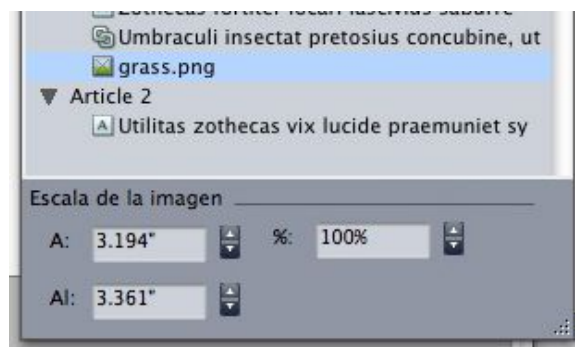 Umbraculi insectat pretosius concubine, ut
grass.png
Article 2
Utilitas zothecas vix lucide praemuniet sy
Escala de la imagen
A: 3.194" %: 100%
Al: 3.361"